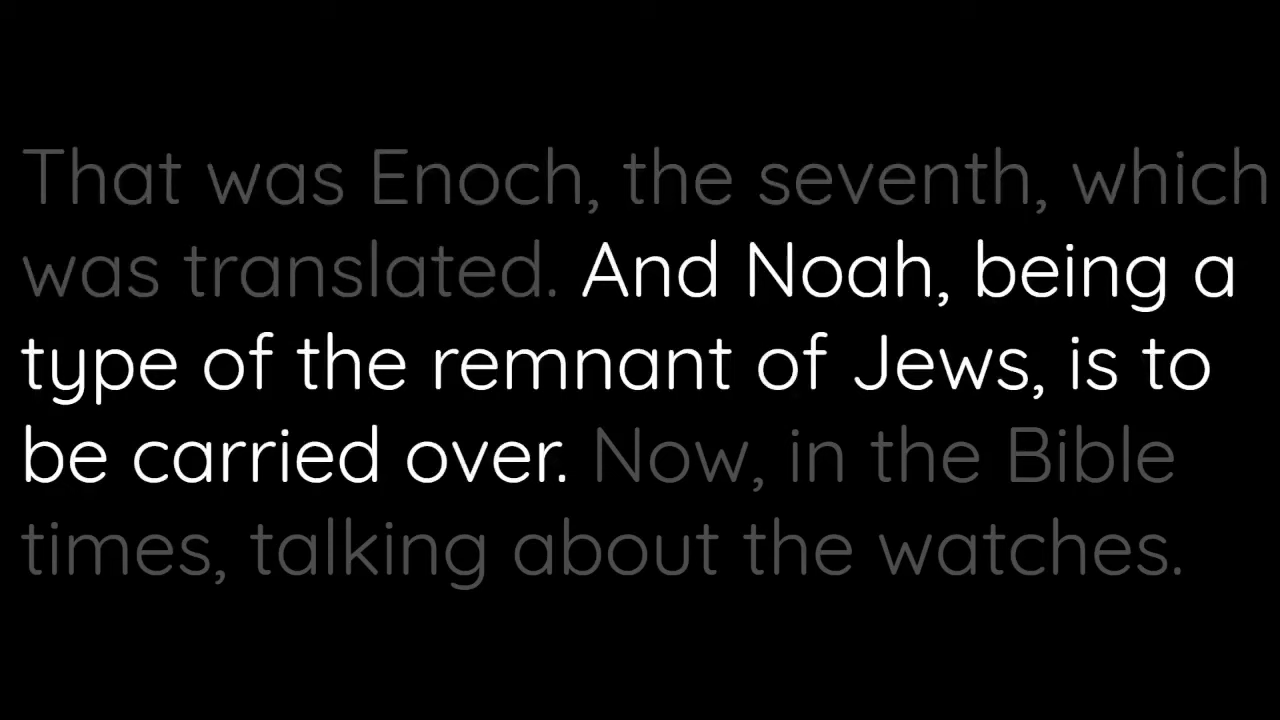 That was Enoch, the seventh, which
was translated. And Noah, being a
type of the remnant of Jews, is to
be carried over. Now, in the Bible
times, talking about the watches.